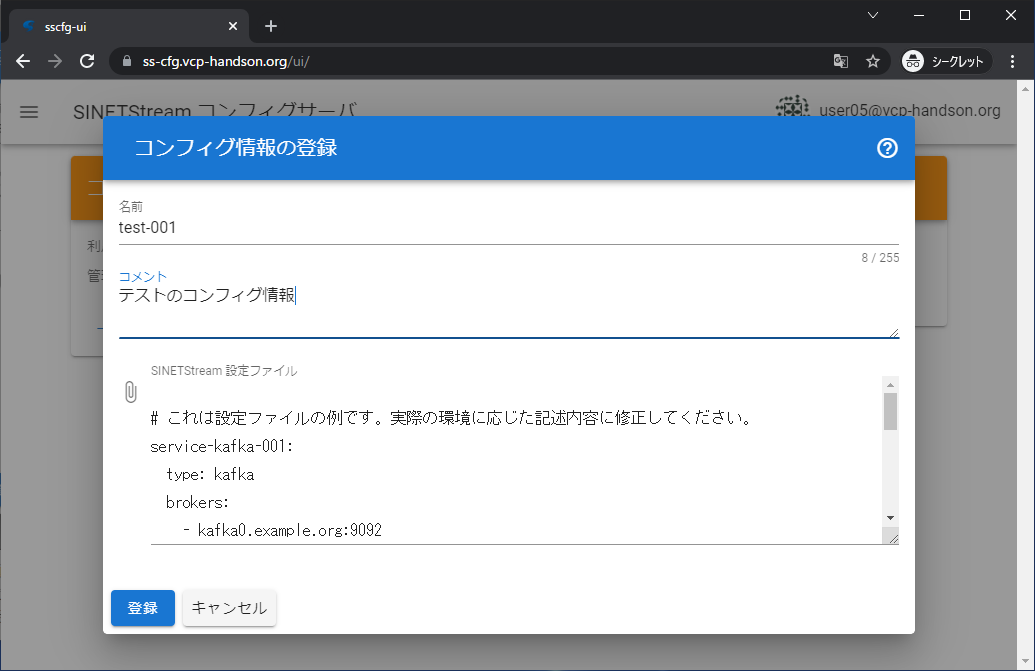 sscfg-ui
ss-cfg.vcp-handson.org/ui/
シークレット
SINETStream コンフィグサーバ
user05@vcp-handson.org
コンフィグ情報の登録
名前
test-001
8 / 255
コメント
テストのコンフィグ情報
SINETStream 設定ファイル
# これは設定ファイルの例です。実際の環境に応じた記述内容に修正してください。
service-kafka-001:
type: kafka
brokers:
- kafka0.example.org:9092
登録
キャンセル